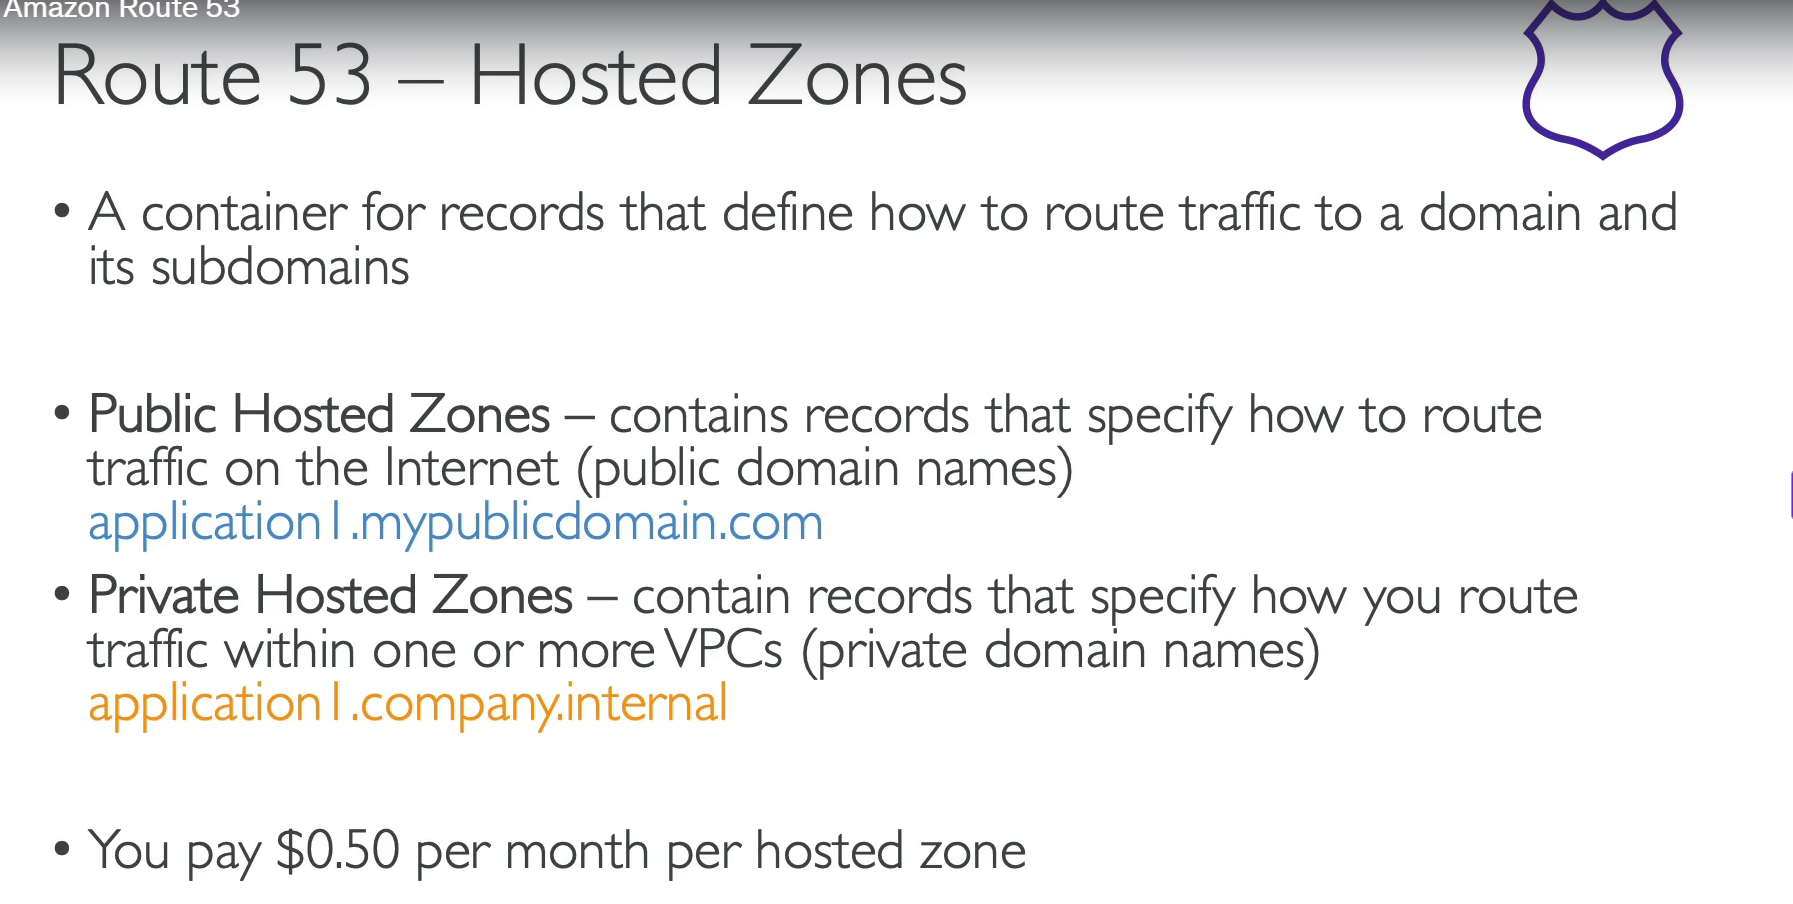 Amazon Route 53
Route 53 – Hosted Zones
• A container for records that define how to route traffic to a domain and
its subdomains
• Public Hosted Zones – contains records that specify how to route
traffic on the Internet (public domain names)
application1.mypublicdomain.com
• Private Hosted Zones – contain records that specify how you route
traffic within one or more VPCs (private domain names)
application1.company.internal
• You pay $0.50 per month per hosted zone